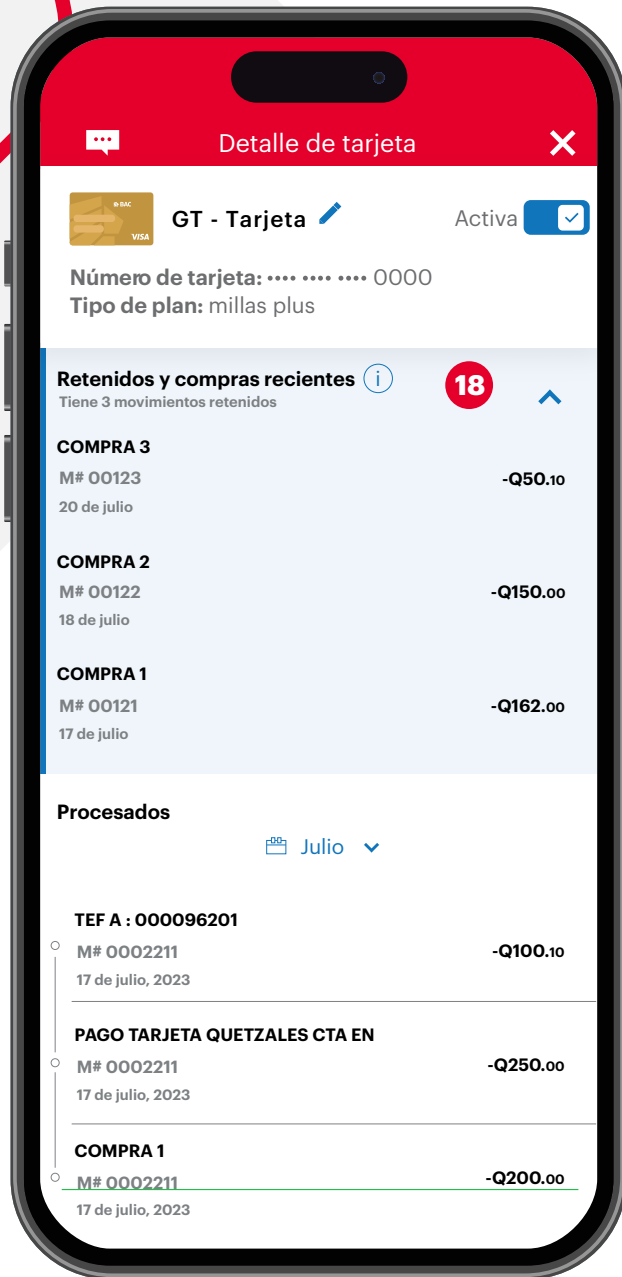 Detalle de tarjeta
BAC
VISA
GT - Tarjeta
Activa
Número de tarjeta: •••• •••• •••• 0000
Tipo de plan: millas plus
Retenidos y compras recientes i
18
Tiene 3 movimientos retenidos
COMPRA 3
M# 00123 -Q50.10
20 de julio
COMPRA 2
M# 00122 -Q150.00
18 de julio
COMPRA 1
M# 00121 -Q162.00
17 de julio
Procesados
Julio
TEF A : 000096201
M# 0002211 -Q100.10
17 de julio, 2023
PAGO TARJETA QUETZALES CTA EN
M# 0002211 -Q250.00
17 de julio, 2023
COMPRA 1
M# 0002211 -Q200.00
17 de julio, 2023